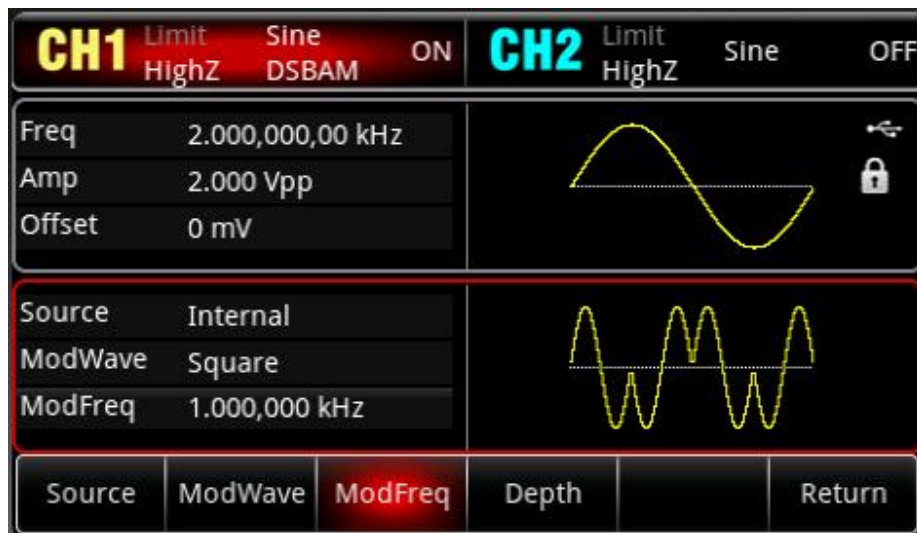 CH1 Limit Sine ON CH2 Limit Sine OFF
HighZ DSBAM HighZ
Freq 2.000,000,00 kHz
Amp 2.000 Vpp
Offset 0 mV
Source Internal
ModWave Square
ModFreq 1.000,000 kHz
Source ModWave ModFreq Depth Return